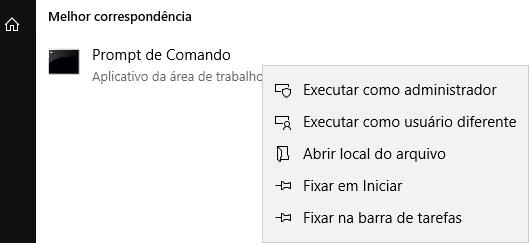 Melhor correspondência
Prompt de Comando
Aplicativo da área de trabalho
Executar como administrador
Executar como usuário diferente
Abrir local do arquivo
Fixar em Iniciar
Fixar na barra de tarefas